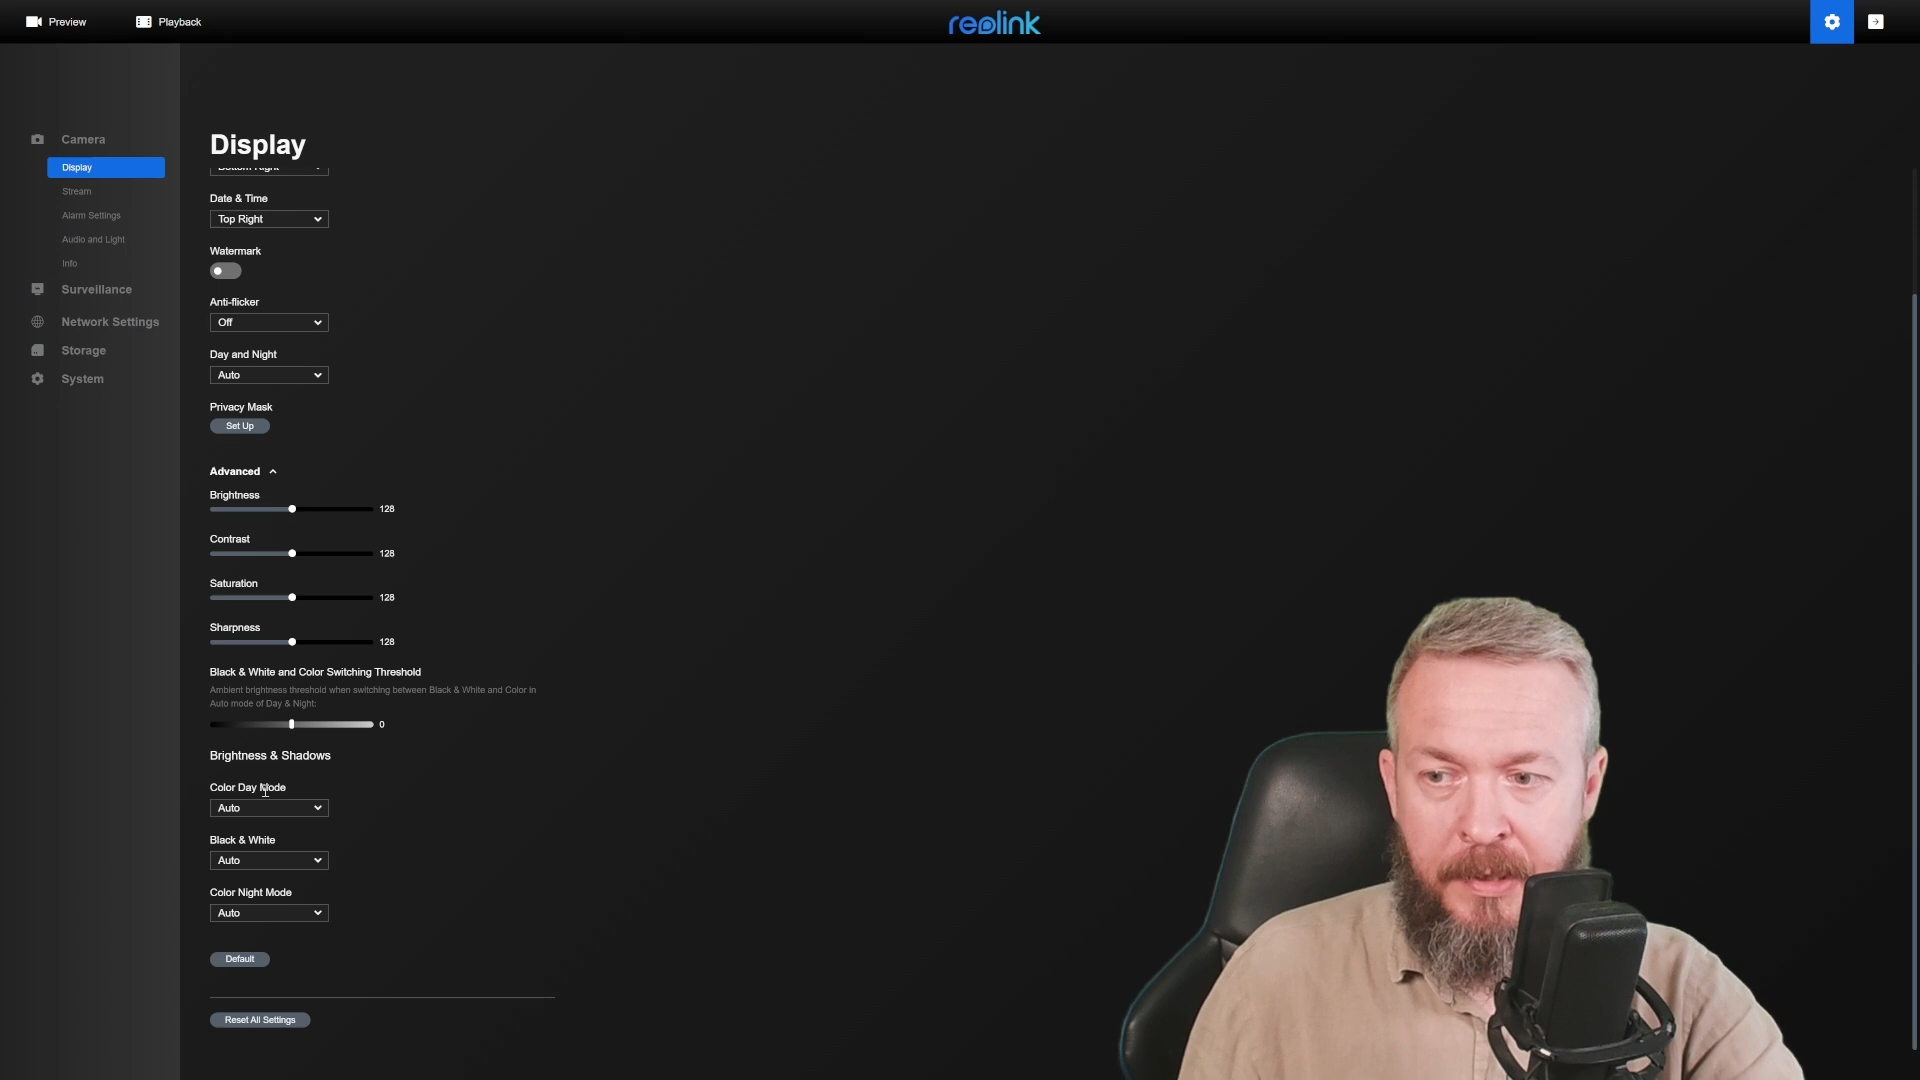 Preview
Playback
reolink
Camera
Display
Stream
Alarm Settings
Audio and Light
Info
Surveillance
Network Settings
Storage
System
Display
Bottom Right
Date & Time
Top Right
Watermark
Anti-flicker
Off
Day and Night
Auto
Privacy Mask
Set Up
Advanced
Brightness
128
Contrast
128
Saturation
128
Sharpness
128
Black & White and Color Switching Threshold
Ambient brightness threshold when switching between Black & White and Color in
Auto mode of Day & Night:
0
Brightness & Shadows
Color Day Mode
Auto
Black & White
Auto
Color Night Mode
Auto
Default
Reset All Settings